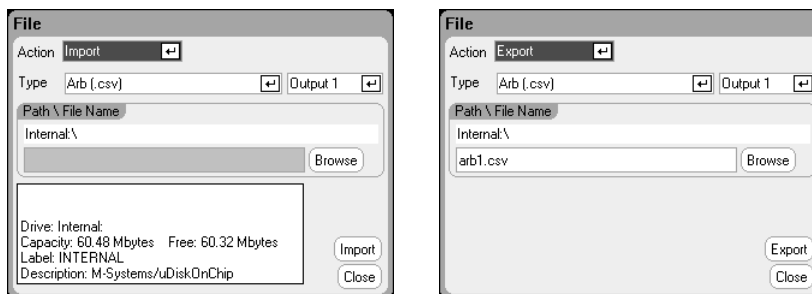 File
Action Import
Type Arb (.csv) Output 1
Path \ File Name
Internal:\
Browse
Drive: Internal:
Capacity: 60.48 Mbytes Free: 60.32 Mbytes
Label: INTERNAL
Description: M-Systems/uDiskOnChip
Import
Close
File
Action Export
Type Arb (.csv) Output 1
Path \ File Name
Internal:\
arb1.csv Browse
Export
Close